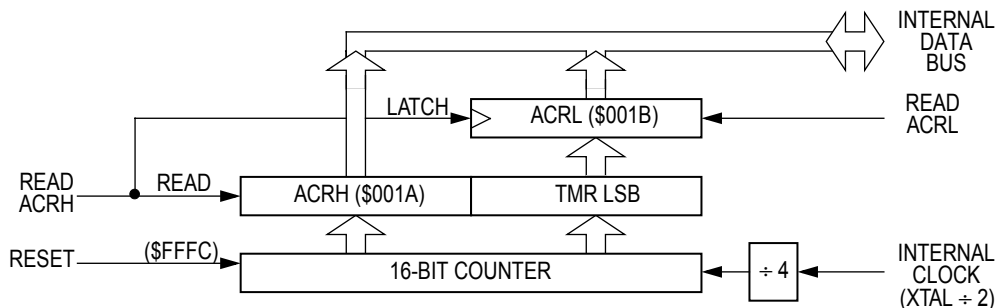 INTERNAL
DATA
BUS
LATCH
ACRL ($001B)
READ
ACRL
READ
ACRH
READ
ACRH ($001A)
TMR LSB
RESET
($FFFC)
16-BIT COUNTER
÷ 4
INTERNAL
CLOCK
(XTAL ÷ 2)